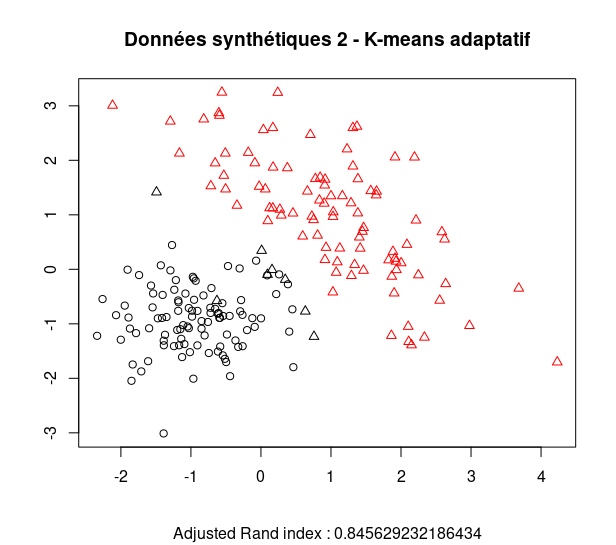 Données synthétiques 2 - K-means adaptatif
3
2
1
0
-1
-2
-3
-2 -1 0 1 2 3 4
Adjusted Rand index : 0.845629232186434